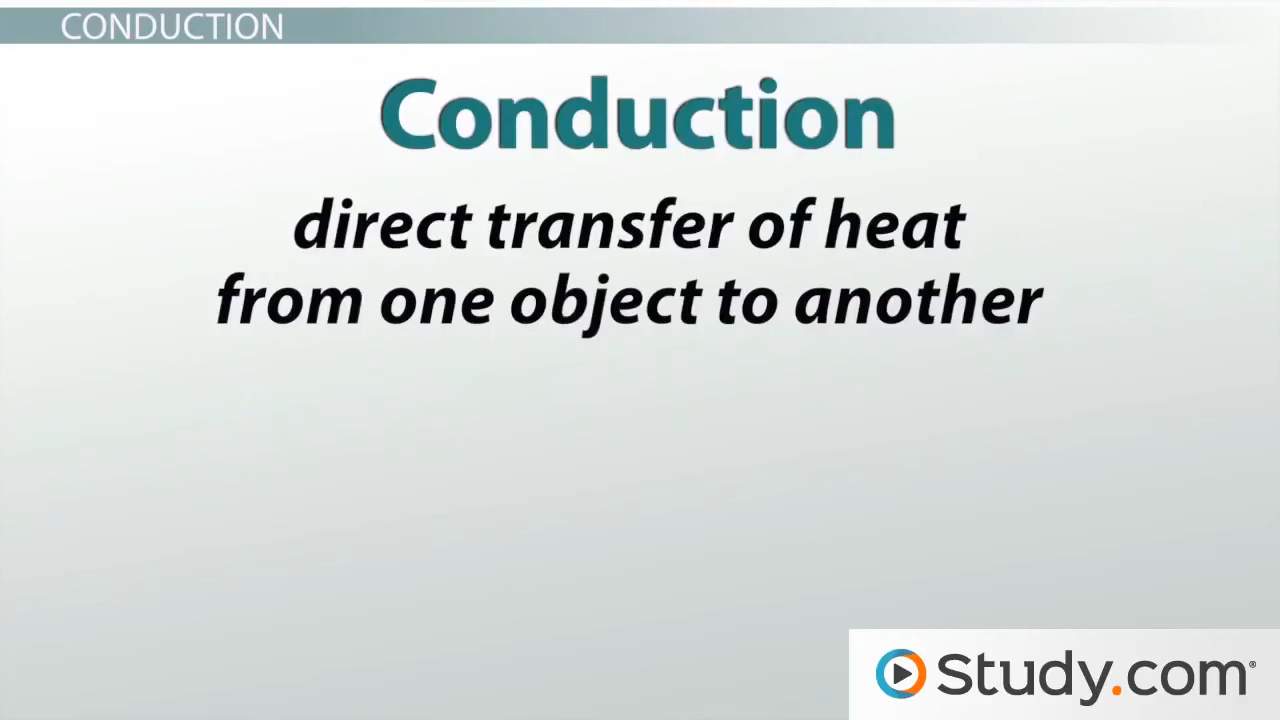 CONDUCTION
Conduction
direct transfer of heat
from one object to another
Study.com®